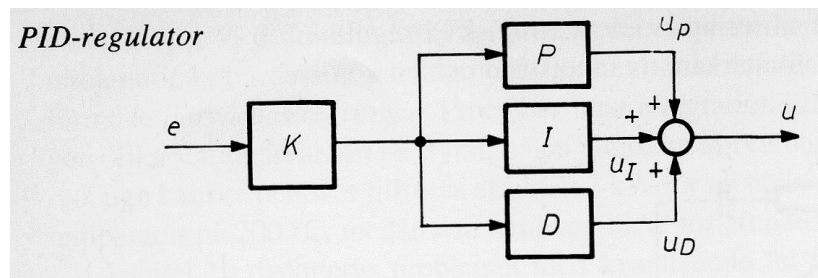 PID-regulator
P
u_P
e
K
I
+
+
u
u_I
+
D
u_D